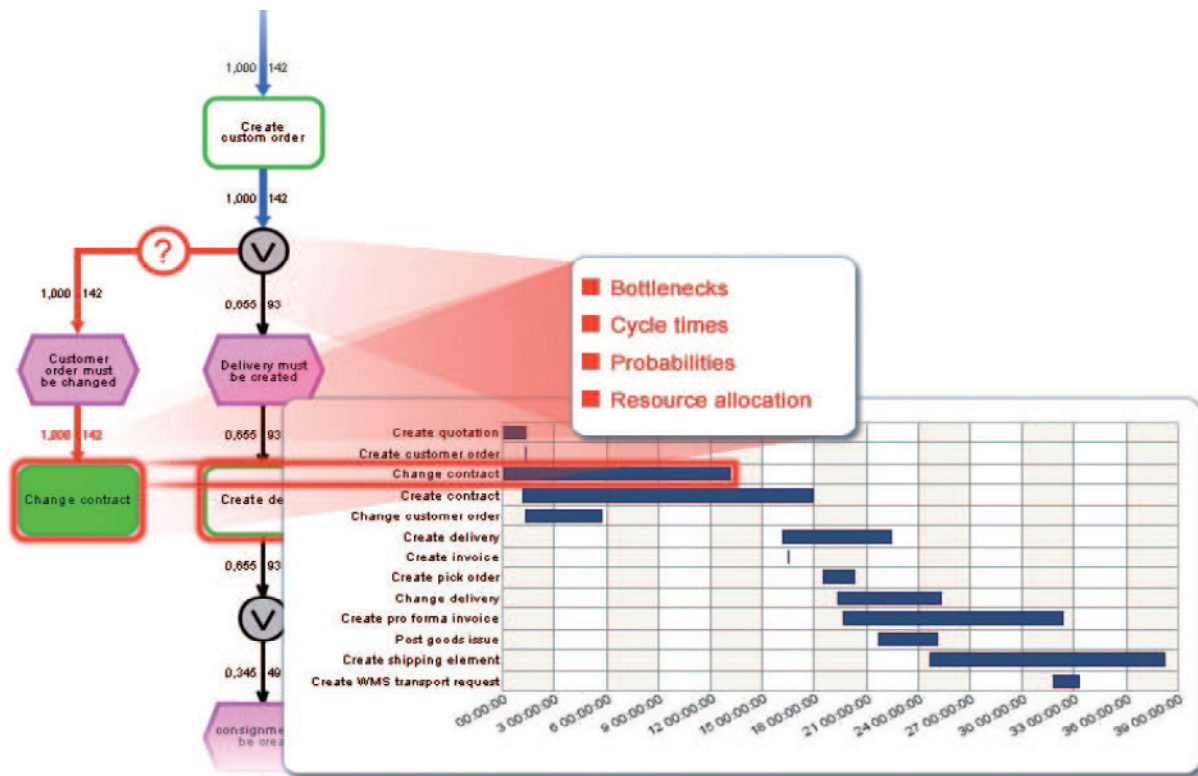 1,000 142
Create
custom order
1,000 142
?
V
1,000 142
0,655 93
Customer
order must
be changed
Delivery must
be created
1,000 142
0,655 93
Change contract
Create de
0,655 93
V
0,345 49
consignmen
be crea
Bottlenecks
Cycle times
Probabilities
Resource allocation
Create quotation
Create customer order
Change contract
Create contract
Change customer order
Create delivery
Create invoice
Create pick order
Change delivery
Create pro forma invoice
Post goods issue
Create shipping element
Create WMS transport request
00:00:00
3 00:00:00
6 00:00:00
9 00:00:00
12 00:00:00
15 00:00:00
18 00:00:00
21 00:00:00
24 00:00:00
27 00:00:00
30 00:00:00
33 00:00:00
36 00:00:00
39 00:00:00